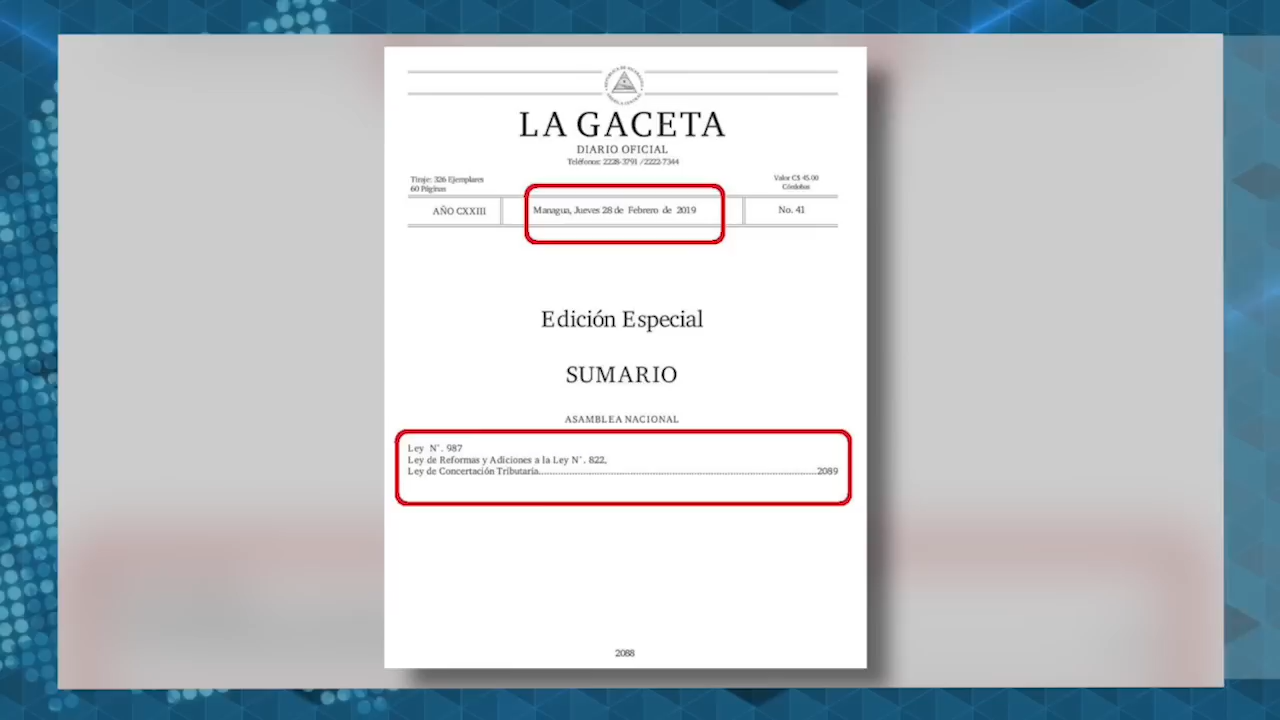 LA GACETA
DIARIO OFICIAL
Teléfonos: 2228-3791 /2222-7344
Tiraje: 326 Ejemplares
60 Páginas
Valor C$ 45.00
Córdobas
AÑO CXXIII
Managua, Jueves 28 de Febrero de 2019
No. 41
Edición Especial
SUMARIO
ASAMBLEA NACIONAL
Ley N°. 987
Ley de Reformas y Adiciones a la Ley N°. 822,
Ley de Concertación Tributaria........................................2089
2088